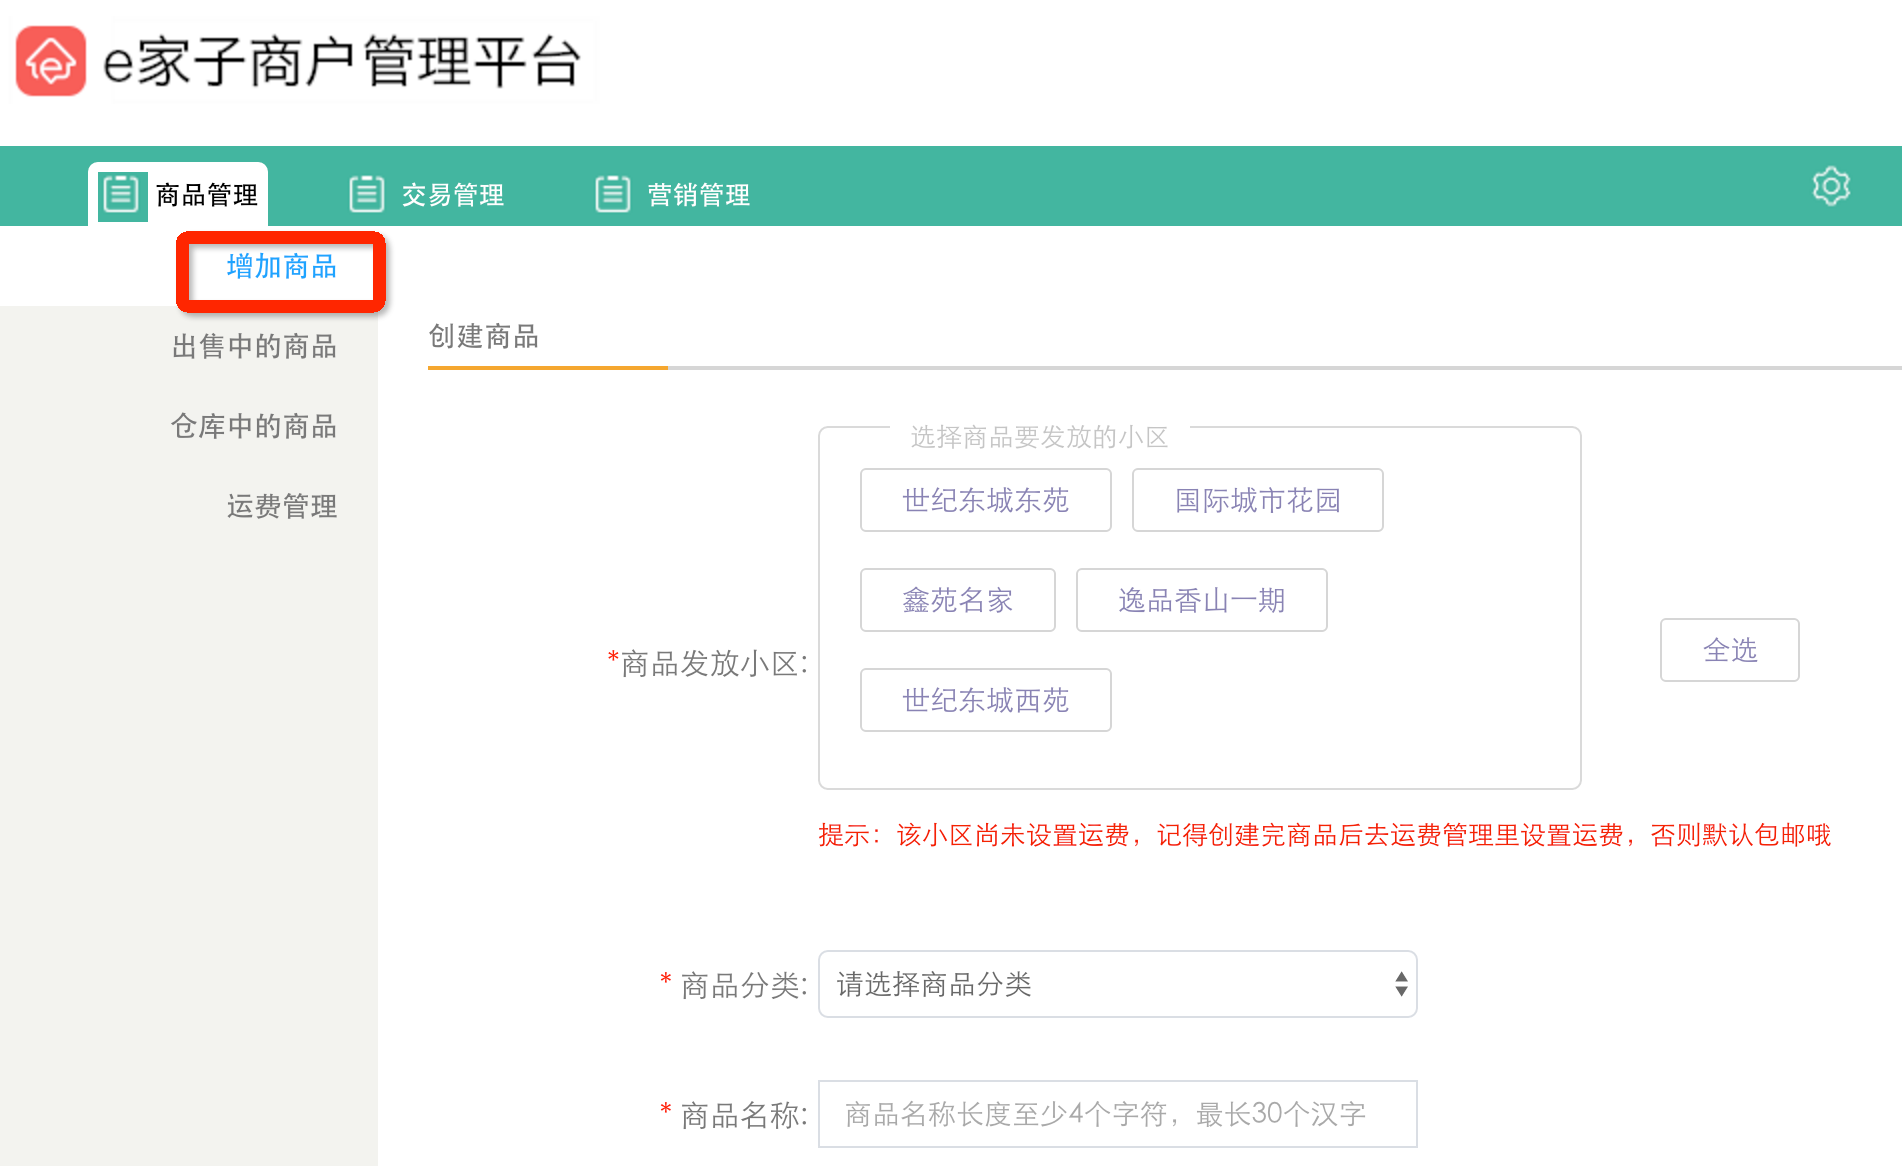 e家子商户管理平台
商品管理 交易管理 营销管理
增加商品
出售中的商品
仓库中的商品
运费管理
创建商品
选择商品要发放的小区
世纪东城东苑 国际城市花园
鑫苑名家 逸品香山一期
*商品发放小区:
全选
世纪东城西苑
提示：该小区尚未设置运费，记得创建完商品后去运费管理里设置运费，否则默认包邮哦
* 商品分类: 请选择商品分类
* 商品名称: 商品名称长度至少4个字符，最长30个汉字